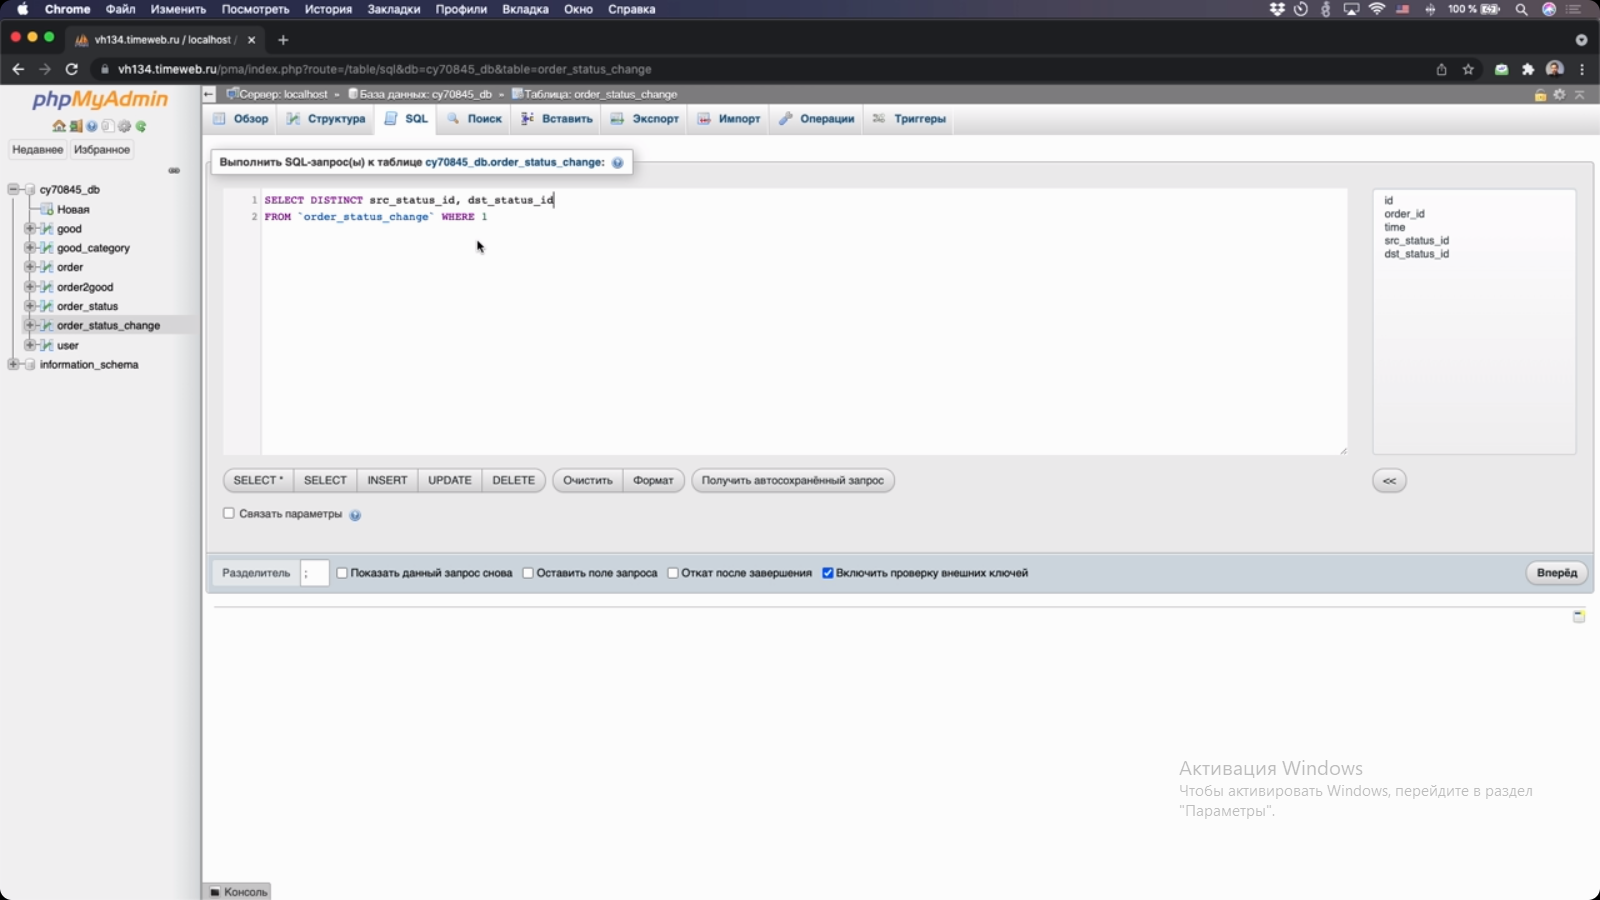 Chrome Файл Изменить Посмотреть История Закладки Профили Вкладка Окно Справка 100 %
vh134.timeweb.ru / localhost /
vh134.timeweb.ru/pma/index.php?route=/table/sql&db=cy70845_db&table=order_status_change
phpMyAdmin
Недавнее Избранное
cy70845_db
Новая
good
good_category
order
order2good
order_status
order_status_change
user
information_schema
Сервер: localhost » База данных: cy70845_db » Таблица: order_status_change
Обзор Структура SQL Поиск Вставить Экспорт Импорт Операции Триггеры
Выполнить SQL-запрос(ы) к таблице cy70845_db.order_status_change:
1 SELECT DISTINCT src_status_id, dst_status_id
2 FROM `order_status_change` WHERE 1
id
order_id
time
src_status_id
dst_status_id
SELECT * SELECT INSERT UPDATE DELETE Очистить Формат Получить автосохранённый запрос <<
Связать параметры
Разделитель ; Показать данный запрос снова Оставить поле запроса Откат после завершения Включить проверку внешних ключей Вперёд
Активация Windows
Чтобы активировать Windows, перейдите в раздел
"Параметры".
Консоль